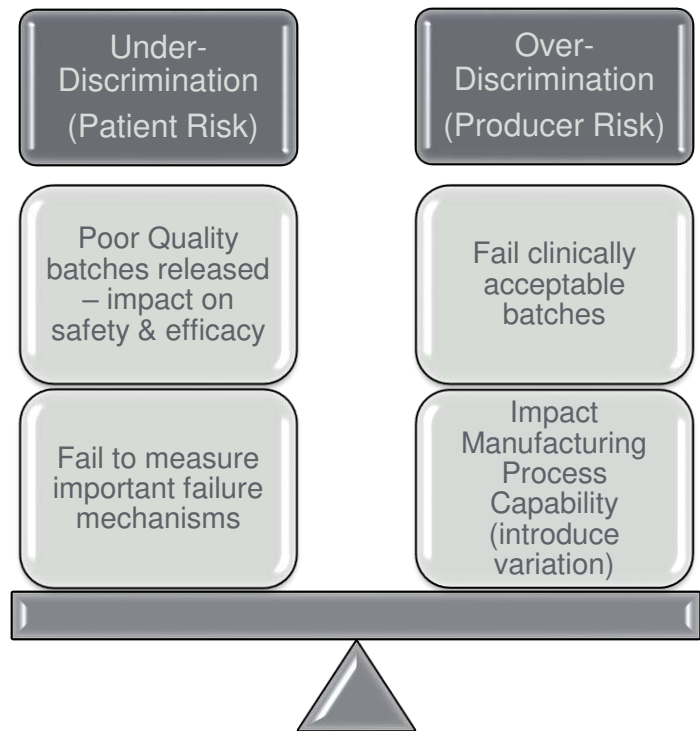 Under-
Discrimination
(Patient Risk)
Over-
Discrimination
(Producer Risk)
Poor Quality
batches released
– impact on
safety & efficacy
Fail clinically
acceptable
batches
Fail to measure
important failure
mechanisms
Impact
Manufacturing
Process
Capability
(introduce
variation)